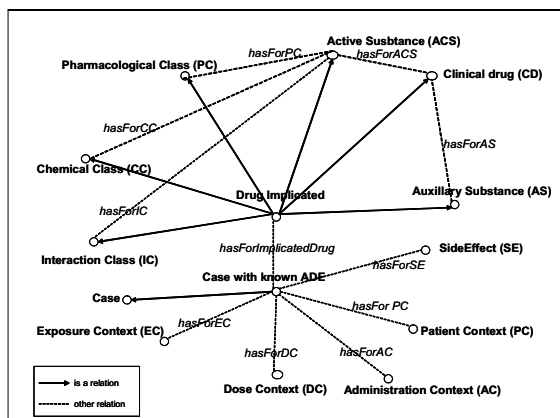 Active Susbtance (ACS)
Pharmacological Class (PC)
hasForPC
hasForACS
Clinical drug (CD)
hasForCC
hasForAS
Chemical Class (CC)
hasForIC
Drug Implicated
Auxillary Substance (AS)
Interaction Class (IC)
hasForImplicatedDrug
SideEffect (SE)
hasForSE
Case with known ADE
Case
hasFor PC
Exposure Context (EC)
hasForEC
Patient Context (PC)
hasForDC
hasForAC
Dose Context (DC)
Administration Context (AC)
is a relation
other relation